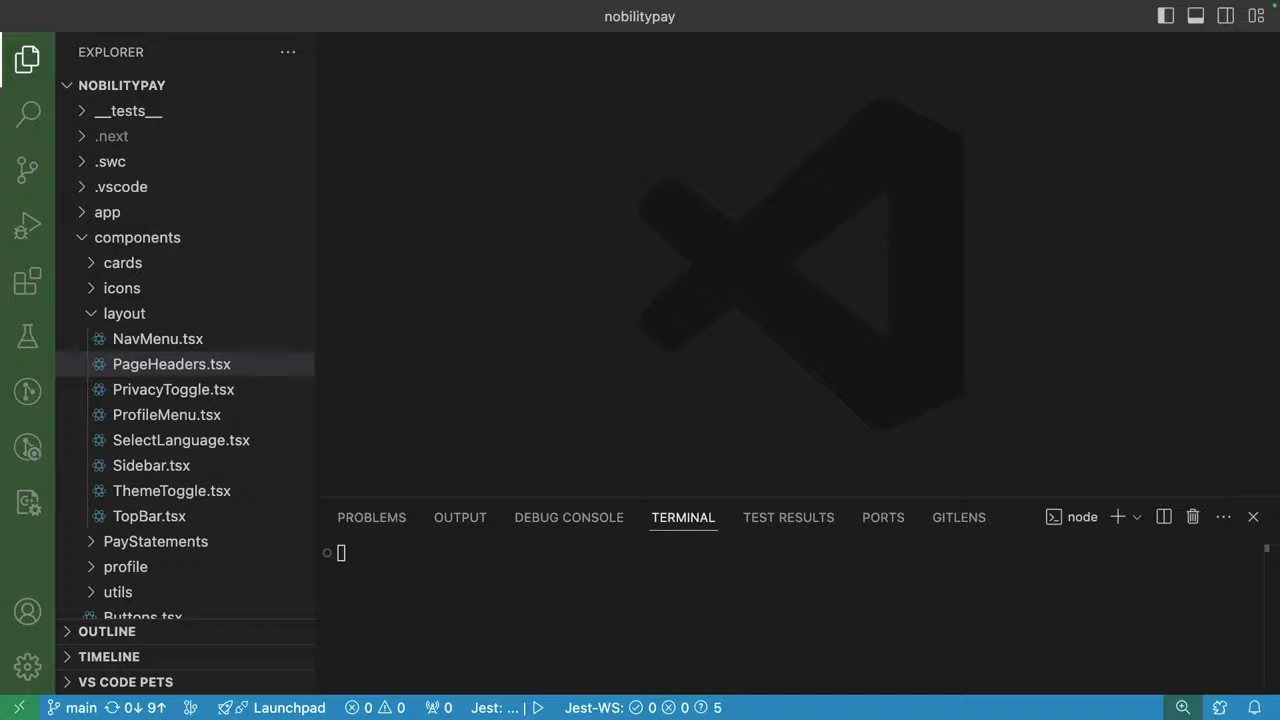 nobilitypay
EXPLORER
NOBILITYPAY
__tests__
.next
.swc
.vscode
app
components
cards
icons
layout
NavMenu.tsx
PageHeaders.tsx
PrivacyToggle.tsx
ProfileMenu.tsx
SelectLanguage.tsx
Sidebar.tsx
ThemeToggle.tsx
TopBar.tsx
PayStatements
profile
utils
Buttons.tsx
OUTLINE
TIMELINE
VS CODE PETS
PROBLEMS OUTPUT DEBUG CONSOLE TERMINAL TEST RESULTS PORTS GITLENS node
main 0↓ 9↑ Launchpad 0 0 0 Jest: ... | Jest-WS: 0 0 5